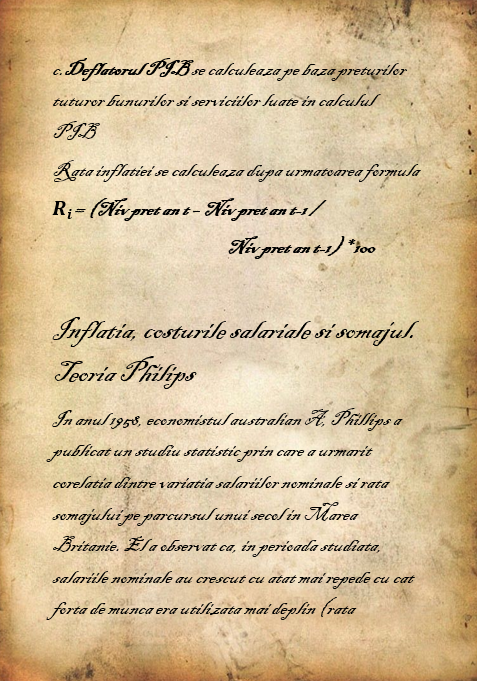 c. Deflatorul PIB se calculeaza pe baza preturilor
tuturor bunurilor si serviciilor luate in calculul
PIB
Rata inflatiei se calculeaza dupa urmatoarea formula
Ri = (Niv pret an t – Niv pret an t-1 /
Niv pret an t-1) *100
Inflatia, costurile salariale si somajul.
Teoria Philips
In anul 1958, economistul australian A. Phillips a
publicat un studiu statistic prin care a urmarit
corelatia dintre variatia salariilor nominale si rata
somajului pe parcursul unui secol in Marea
Britanie. El a observat ca, in perioada studiata,
salariile nominale au crescut cu atat mai repede cu cat
forta de munca era utilizata mai deplin (rata